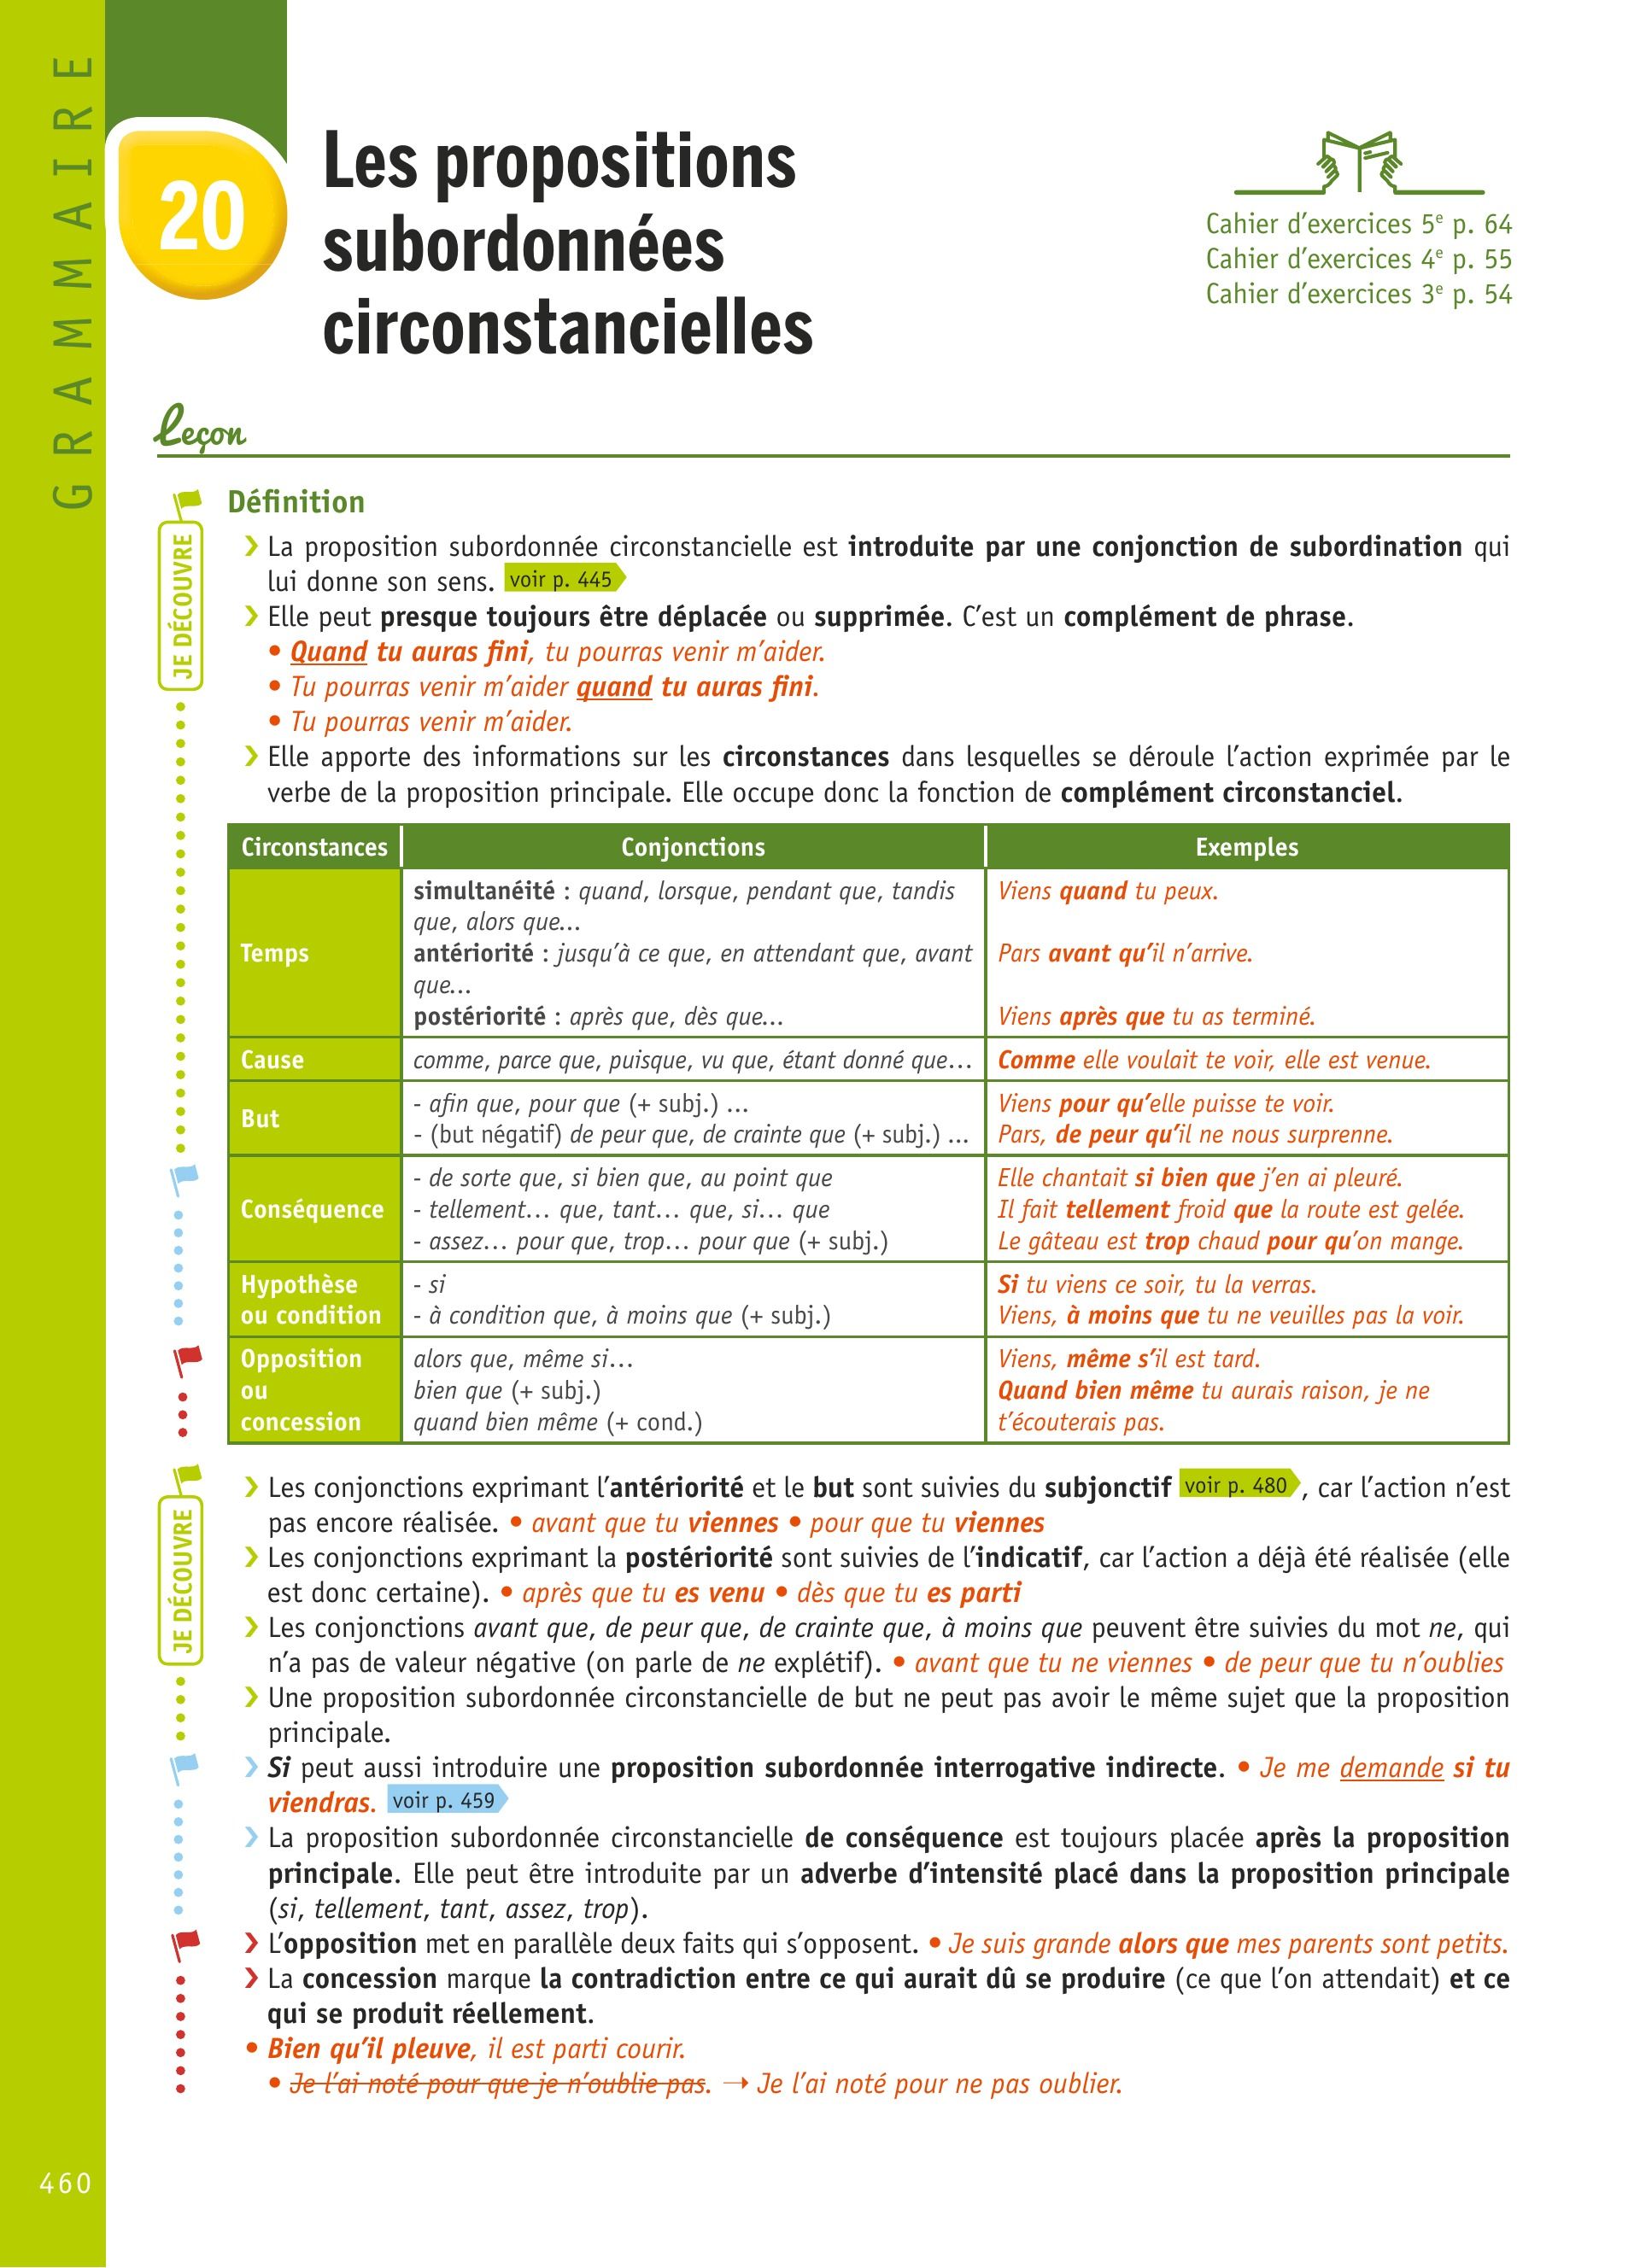 GRAMMAIRE
20
Les propositions
subordonnées
circonstancielles
Cahier d’exercices 5e p. 64
Cahier d’exercices 4e p. 55
Cahier d’exercices 3e p. 54
Leçon
JE DÉCOUVRE
Définition
› La proposition subordonnée circonstancielle est introduite par une conjonction de subordination qui
lui donne son sens. voir p. 445
› Elle peut presque toujours être déplacée ou supprimée. C’est un complément de phrase.
• Quand tu auras fini, tu pourras venir m’aider.
• Tu pourras venir m’aider quand tu auras fini.
• Tu pourras venir m’aider.
› Elle apporte des informations sur les circonstances dans lesquelles se déroule l’action exprimée par le
verbe de la proposition principale. Elle occupe donc la fonction de complément circonstanciel.
Circonstances Conjonctions Exemples
Temps
simultanéité : quand, lorsque, pendant que, tandis
que, alors que…
antériorité : jusqu’à ce que, en attendant que, avant
que…
postériorité : après que, dès que…
Viens quand tu peux.
Pars avant qu’il n’arrive.
Viens après que tu as terminé.
Cause
comme, parce que, puisque, vu que, étant donné que…
Comme elle voulait te voir, elle est venue.
But
- afin que, pour que (+ subj.) …
- (but négatif) de peur que, de crainte que (+ subj.) …
Viens pour qu’elle puisse te voir.
Pars, de peur qu’il ne nous surprenne.
Conséquence
- de sorte que, si bien que, au point que
- tellement… que, tant… que, si… que
- assez… pour que, trop… pour que (+ subj.)
Elle chantait si bien que j’en ai pleuré.
Il fait tellement froid que la route est gelée.
Le gâteau est trop chaud pour qu’on mange.
Hypothèse
ou condition
- si
- à condition que, à moins que (+ subj.)
Si tu viens ce soir, tu la verras.
Viens, à moins que tu ne veuilles pas la voir.
Opposition
ou
concession
alors que, même si…
bien que (+ subj.)
quand bien même (+ cond.)
Viens, même s’il est tard.
Quand bien même tu aurais raison, je ne
t’écouterais pas.
JE DÉCOUVRE
› Les conjonctions exprimant l’antériorité et le but sont suivies du subjonctif voir p. 480 , car l’action n’est
pas encore réalisée. • avant que tu viennes • pour que tu viennes
› Les conjonctions exprimant la postériorité sont suivies de l’indicatif, car l’action a déjà été réalisée (elle
est donc certaine). • après que tu es venu • dès que tu es parti
› Les conjonctions avant que, de peur que, de crainte que, à moins que peuvent être suivies du mot ne, qui
n’a pas de valeur négative (on parle de ne explétif). • avant que tu ne viennes • de peur que tu n’oublies
› Une proposition subordonnée circonstancielle de but ne peut pas avoir le même sujet que la proposition
principale.
› Si peut aussi introduire une proposition subordonnée interrogative indirecte. • Je me demande si tu
viendras. voir p. 459
› La proposition subordonnée circonstancielle de conséquence est toujours placée après la proposition
principale. Elle peut être introduite par un adverbe d’intensité placé dans la proposition principale
(si, tellement, tant, assez, trop).
› L’opposition met en parallèle deux faits qui s’opposent. • Je suis grande alors que mes parents sont petits.
› La concession marque la contradiction entre ce qui aurait dû se produire (ce que l’on attendait) et ce
qui se produit réellement.
• Bien qu’il pleuve, il est parti courir.
• Je l’ai noté pour que je n’oublie pas. → Je l’ai noté pour ne pas oublier.
460